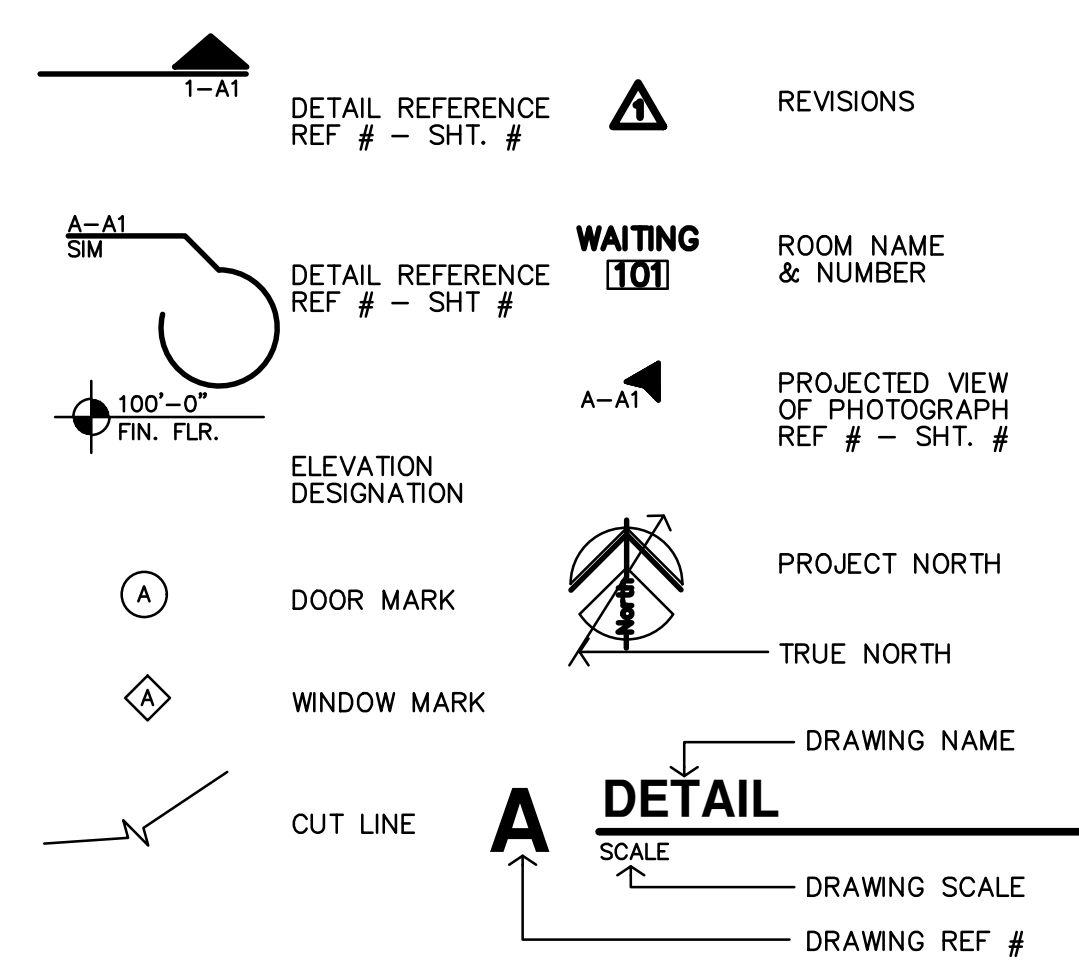 1-A1
DETAIL REFERENCE
REF # - SHT. #
A-A1
SIM
DETAIL REFERENCE
REF # - SHT #
100'-0"
FIN. FLR.
ELEVATION
DESIGNATION
A
DOOR MARK
A
WINDOW MARK
CUT LINE
1
REVISIONS
WAITING
101
ROOM NAME
& NUMBER
A-A1
PROJECTED VIEW
OF PHOTOGRAPH
REF # - SHT. #
North
PROJECT NORTH
TRUE NORTH
DRAWING NAME
A
DETAIL
SCALE
DRAWING SCALE
DRAWING REF #